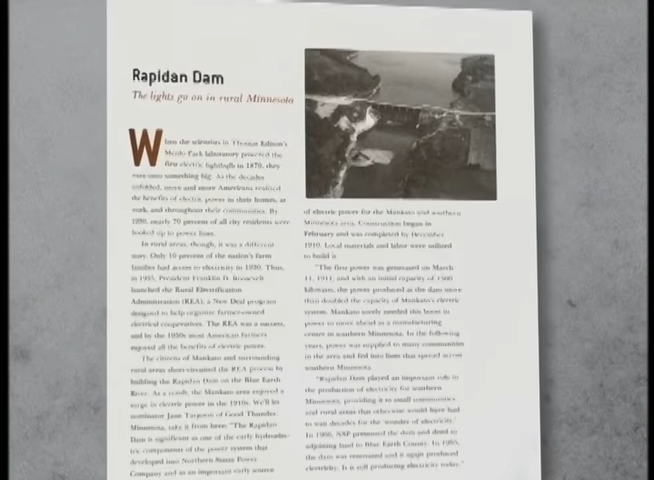 Rapidan Dam
The lights go on in rural Minnesota
When the scientists in Thomas Edison's
Menlo Park laboratory powered the
first electric lightbulb in 1879, they
were onto something big. As the decades
unfolded, more and more Americans realized
the benefits of electric power in their homes, at
work, and throughout their communities. By
1930, nearly 70 percent of all city residents were
hooked up to power lines.
In rural areas, though, it was a different
story. Only 10 percent of the nation's farm
families had access to electricity in 1930. Thus,
in 1935, President Franklin D. Roosevelt
launched the Rural Electrification
Administration (REA), a New Deal program
designed to help organize farmer-owned
electrical cooperatives. The REA was a success,
and by the 1950s most American farmers
enjoyed all the benefits of electric power.
The citizens of Mankato and surrounding
rural areas short-circuited the REA process by
building the Rapidan Dam on the Blue Earth
River. As a result, the Mankato area enjoyed a
surge in electric power in the 1910s. We'll let
nominator Jane of Good Thunder,
Minnesota, take it from here: "The Rapidan
Dam is significant as one of the early hydroelec-
tric components of the power system that
developed into Northern States Power
Company and as an important early source
of electric power for the Mankato and southern
Minnesota area. Construction began in
February and was completed by December
1910. Local materials and labor were utilized
to build it.
"The first power was generated on March
11, 1911, and with an initial capacity of 1500
kilowatts, the power produced at the dam more
than doubled the capacity of Mankato's electric
system. Mankato sorely needed this boost in
power to move ahead as a manufacturing
center in southern Minnesota. In the following
years, power was supplied to many communities
in the area and fed into lines that spread across
southern Minnesota.
"Rapidan Dam played an important role in
the production of electricity for southern
Minnesota, providing it to small communities
and rural areas that otherwise would have had
to wait decades for the 'wonder of electricity.'
In 1966, NSP presented the dam and deed to
adjoining land to Blue Earth County. In 1985,
the dam was renovated and it again produced
electricity. It is still producing electricity today."